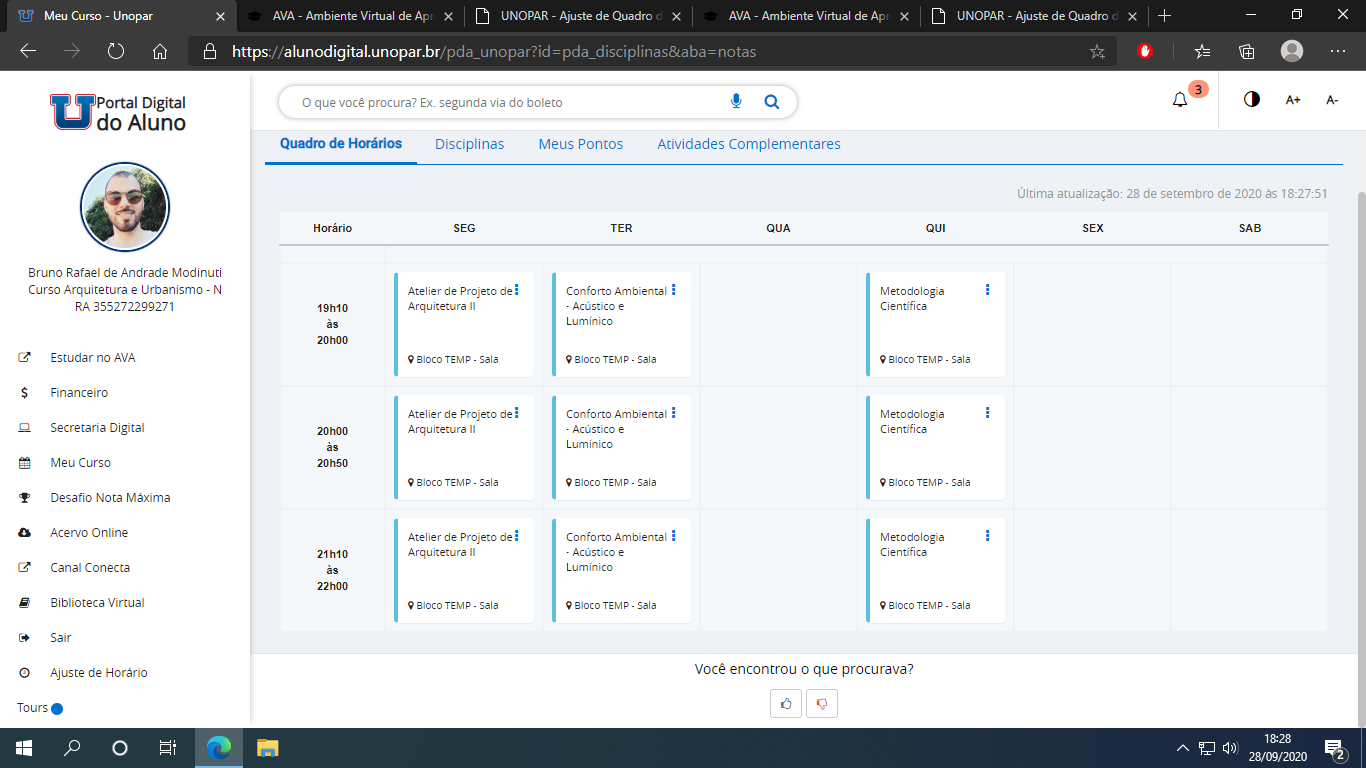 Meu Curso - Unopar
AVA - Ambiente Virtual de Apr
UNOPAR - Ajuste de Quadro d
AVA - Ambiente Virtual de Apr
UNOPAR - Ajuste de Quadro d
https://alunodigital.unopar.br/pda_unopar?id=pda_disciplinas&aba=notas
Portal Digital
do Aluno
O que você procura? Ex. segunda via do boleto
3
A+
A-
Bruno Rafael de Andrade Modinuti
Curso Arquitetura e Urbanismo - N
RA 355272299271
Estudar no AVA
Financeiro
Secretaria Digital
Meu Curso
Desafio Nota Máxima
Acervo Online
Canal Conecta
Biblioteca Virtual
Sair
Ajuste de Horário
Tours
Quadro de Horários
Disciplinas
Meus Pontos
Atividades Complementares
Última atualização: 28 de setembro de 2020 às 18:27:51
Horário
SEG
TER
QUA
QUI
SEX
SAB
19h10
às
20h00
Atelier de Projeto de
Arquitetura II
Bloco TEMP - Sala
Conforto Ambiental
- Acústico e
Lumínico
Bloco TEMP - Sala
Metodologia
Científica
Bloco TEMP - Sala
20h00
às
20h50
Atelier de Projeto de
Arquitetura II
Bloco TEMP - Sala
Conforto Ambiental
- Acústico e
Lumínico
Bloco TEMP - Sala
Metodologia
Científica
Bloco TEMP - Sala
21h10
às
22h00
Atelier de Projeto de
Arquitetura II
Bloco TEMP - Sala
Conforto Ambiental
- Acústico e
Lumínico
Bloco TEMP - Sala
Metodologia
Científica
Bloco TEMP - Sala
Você encontrou o que procurava?
18:28
28/09/2020
2